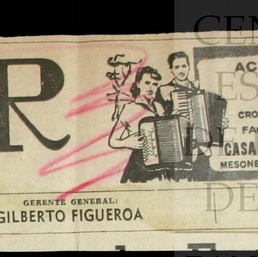 R
AC
CRO
FA
CASA
MESONE
GERENTE GENERAL:
GILBERTO FIGUEROA
CEN
ES
DE
DE